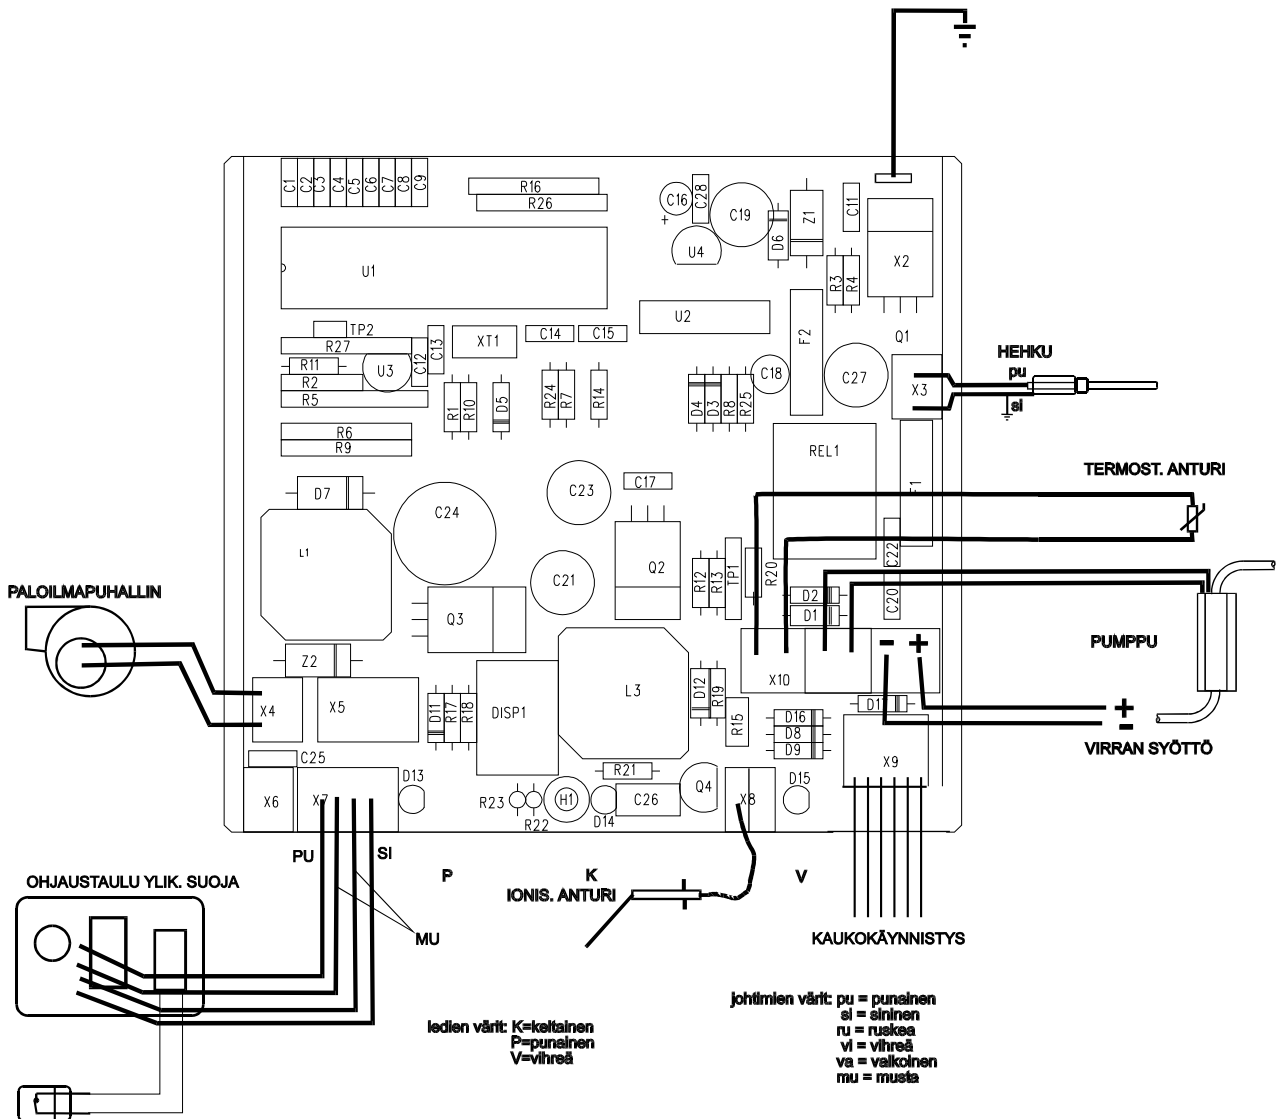 C1 C2 C3 C4 C5 C6 C7 C8 C9
R16
R26
C16
+
C28
C19
D6
Z1
C11
U4
U1
R3
R4
X2
TP2
R27
R11
R2
R5
U3
C12
C13
XT1
C14
C15
U2
F2
Q1
C18
C27
X3
HEHKU
pu
si
R1
R10
D5
R24
R7
R14
D4
D3
R8
R25
R6
R9
REL1
TERMOST. ANTURI
D7
C24
C23
C17
F1
L1
C21
Q2
R12
R13
TP1
R20
C22
C20
D2
D1
PALOILMAPUHALLIN
Q3
PUMPPU
Z2
L3
D12
R19
X10
- +
X4
X5
D11
R17
R18
DISP1
R15
D16
D8
D9
+
-
VIRRAN SYÖTTÖ
C25
X9
X6
X7
D13
R23
R22
H1
D14
R21
C26
Q4
X8
D15
PU
SI
P
K
V
OHJAUSTAULU YLIK. SUOJA
IONIS. ANTURI
MU
KAUKOKÄYNNISTYS
ledien värit: K=keltainen
P=punainen
V=vihreä
johtimien värit: pu = punainen
si = sininen
ru = ruskea
vi = vihreä
va = valkoinen
mu = musta